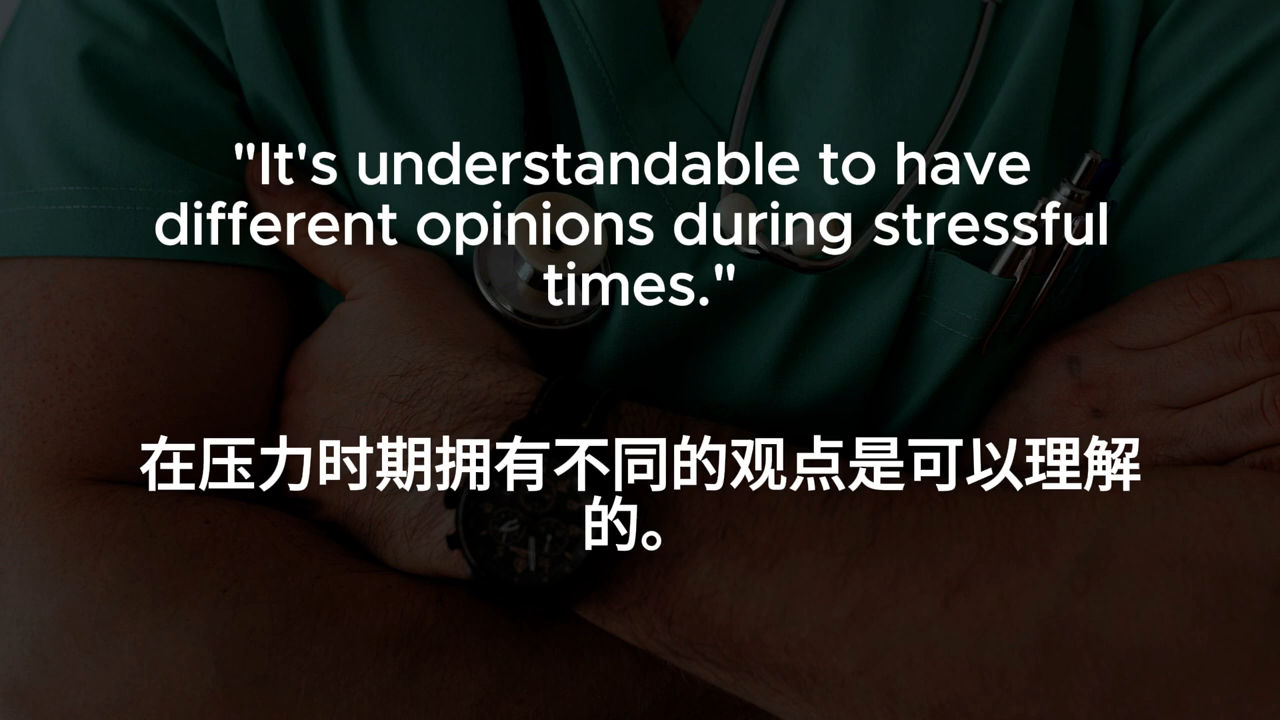 "It's understandable to have
different opinions during stressful
times."
在压力时期拥有不同的观点是可以理解
的。